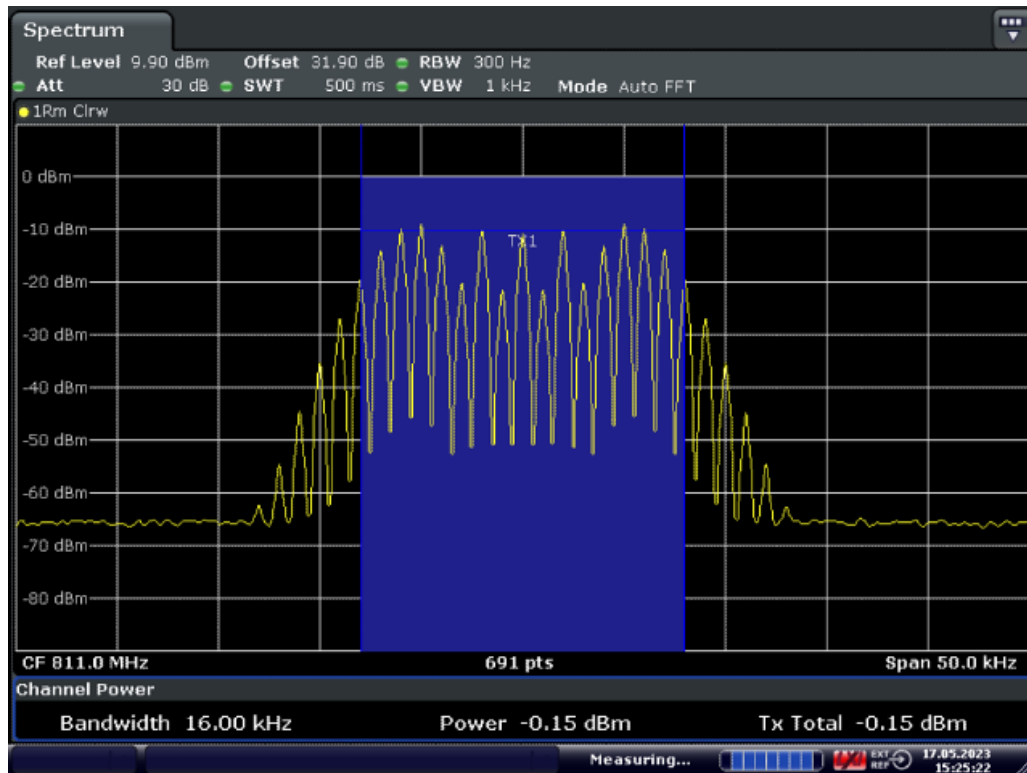 Spectrum
Ref Level 9.90 dBm Offset 31.90 dB RBW 300 Hz
Att 30 dB SWT 500 ms VBW 1 kHz Mode Auto FFT
1Rm Clrw
0 dBm
-10 dBm
TX1
-20 dBm
-30 dBm
-40 dBm
-50 dBm
-60 dBm
-70 dBm
-80 dBm
CF 811.0 MHz 691 pts Span 50.0 kHz
Channel Power
Bandwidth 16.00 kHz Power -0.15 dBm Tx Total -0.15 dBm
Measuring... EXT REF 17.05.2023
15:25:22